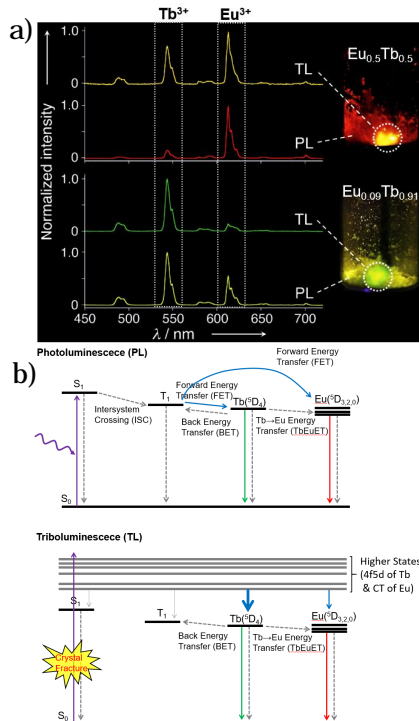 a)
Tb³⁺ Eu³⁺
Normalized intensity
1.0
0
1.0
0
1.0
0
1.0
0
450 500 550 600 650 700
λ / nm
TL
PL
TL
PL
Eu₀.₅Tb₀.₅
Eu₀.₀₉Tb₀.₉₁
Photoluminescece (PL)
b)
Forward Energy
Transfer (FET)
S₁
T₁
Forward Energy
Transfer (FET)
Tb(⁵D₄)
Eu(⁵D₃,₂,₀)
Intersystem
Crossing (ISC)
Back Energy
Transfer (BET)
Tb→Eu Energy
Transfer (TbEuET)
S₀
Triboluminescece (TL)
Higher States
(4f5d of Tb
& CT of Eu)
S₁
T₁
Tb(⁵D₄)
Eu(⁵D₃,₂,₀)
Back Energy
Transfer (BET)
Tb→Eu Energy
Transfer (TbEuET)
Crystal
Fracture
S₀